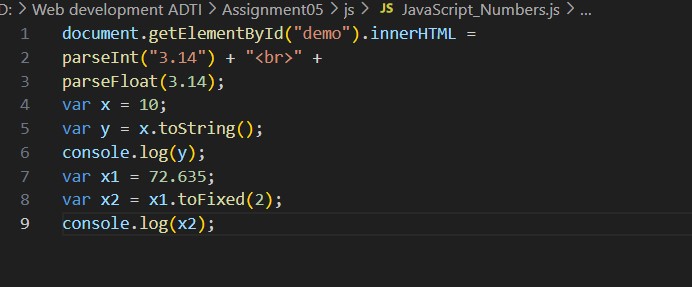 D: > Web development ADTI > Assignment05 > js > JS JavaScript_Numbers.js > ...
1 document.getElementById("demo").innerHTML =
2 parseInt("3.14") + "<br>" +
3 parseFloat(3.14);
4 var x = 10;
5 var y = x.toString();
6 console.log(y);
7 var x1 = 72.635;
8 var x2 = x1.toFixed(2);
9 console.log(x2);